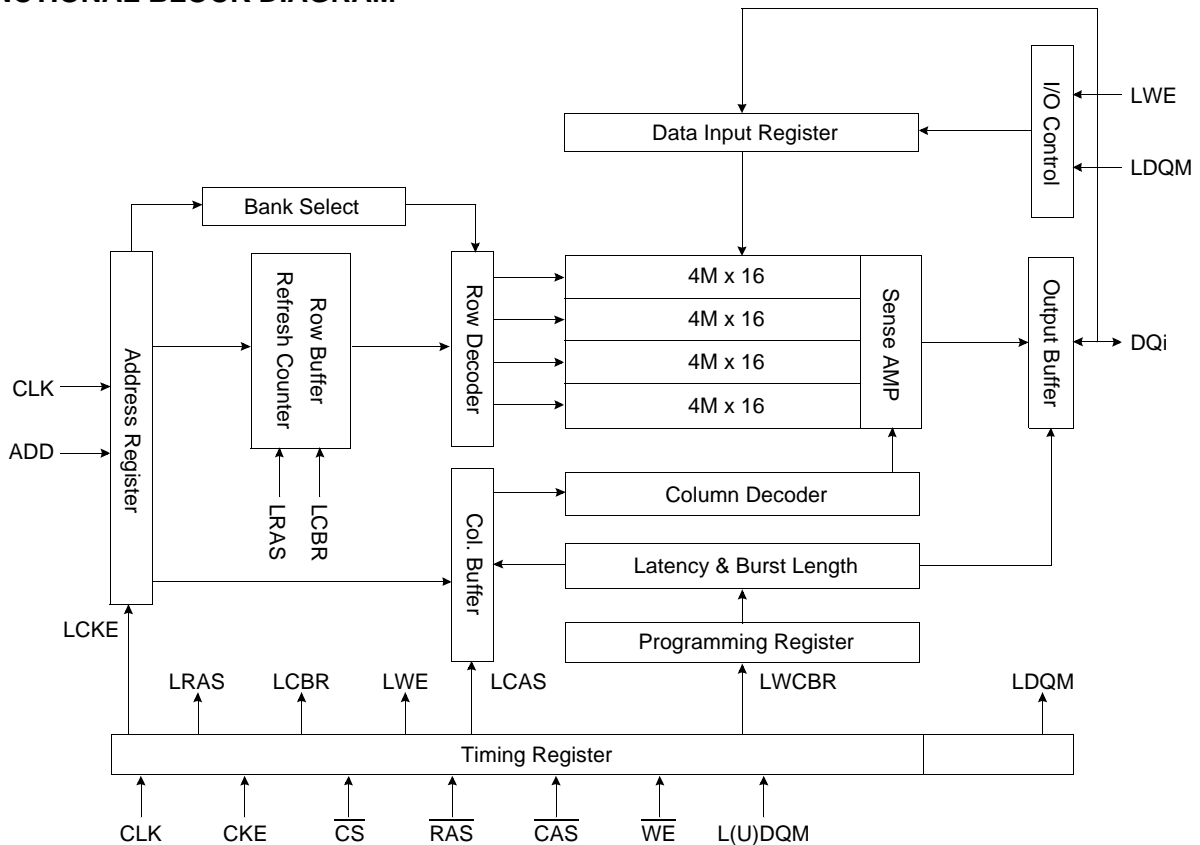 NCTIONAL BLOCK DIAGRAM
I/O Control
LWE
Data Input Register
LDQM
Bank Select
4M x 16
4M x 16
4M x 16
4M x 16
Sense AMP
Output Buffer
DQi
Row Decoder
Row Buffer
Refresh Counter
Address Register
CLK
ADD
LRAS
LCBR
Col. Buffer
Column Decoder
Latency & Burst Length
Programming Register
LCKE
LRAS
LCBR
LWE
LCAS
LWCBR
LDQM
Timing Register
CLK
CKE
CS
RAS
CAS
WE
L(U)DQM